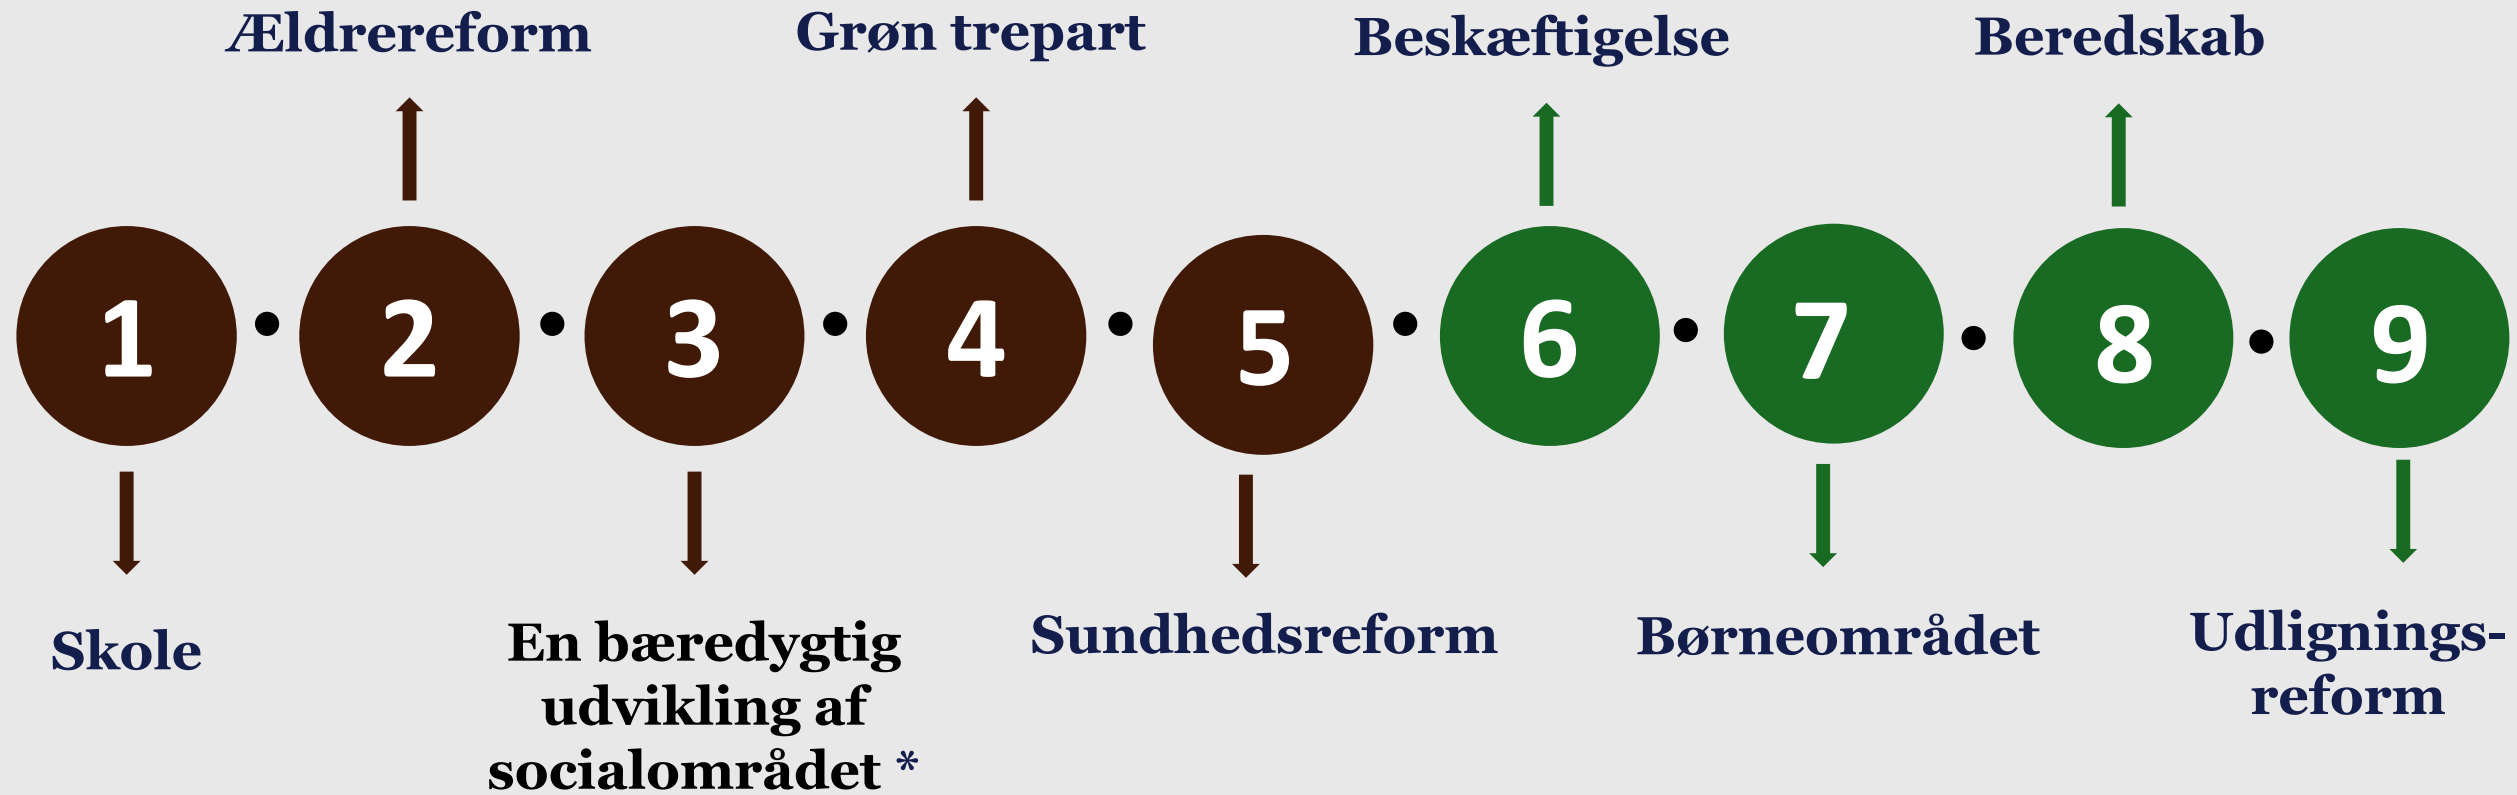 Ældrereform
Grøn trepart
Beskæftigelse
Beredskab
1
2
3
4
5
6
7
8
9
Skole
En bæredygtig
udvikling af
socialområdet *
Sundhedsreform
Børneområdet
Udlignings-
reform